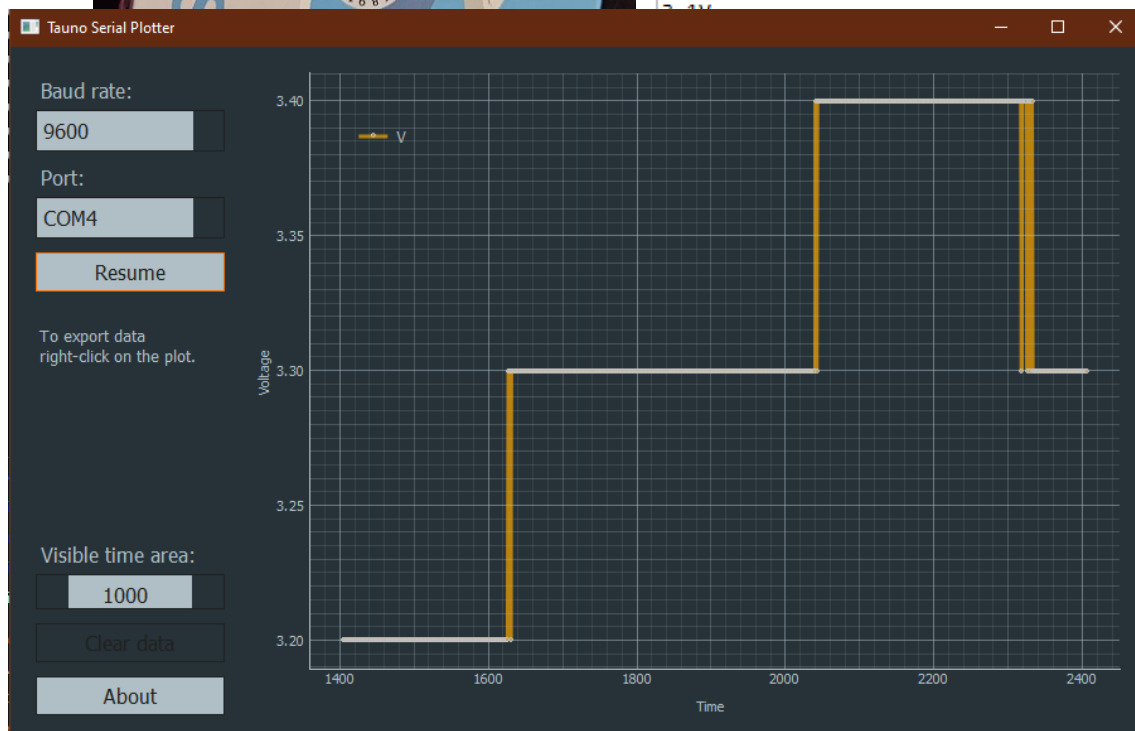 Tauno Serial Plotter
Baud rate:
9600
Port:
COM4
Resume
To export data
right-click on the plot.
Visible time area:
1000
Clear data
About
V
Voltage
3.40
3.35
3.30
3.25
3.20
1400 1600 1800 2000 2200 2400
Time